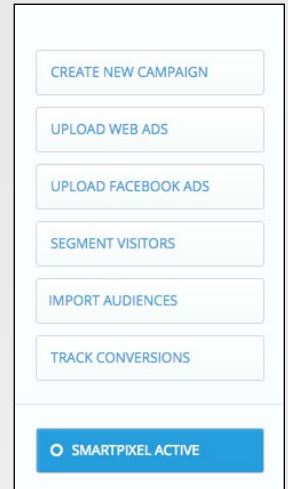 CREATE NEW CAMPAIGN
UPLOAD WEB ADS
UPLOAD FACEBOOK ADS
SEGMENT VISITORS
IMPORT AUDIENCES
TRACK CONVERSIONS
SMARTPIXEL ACTIVE